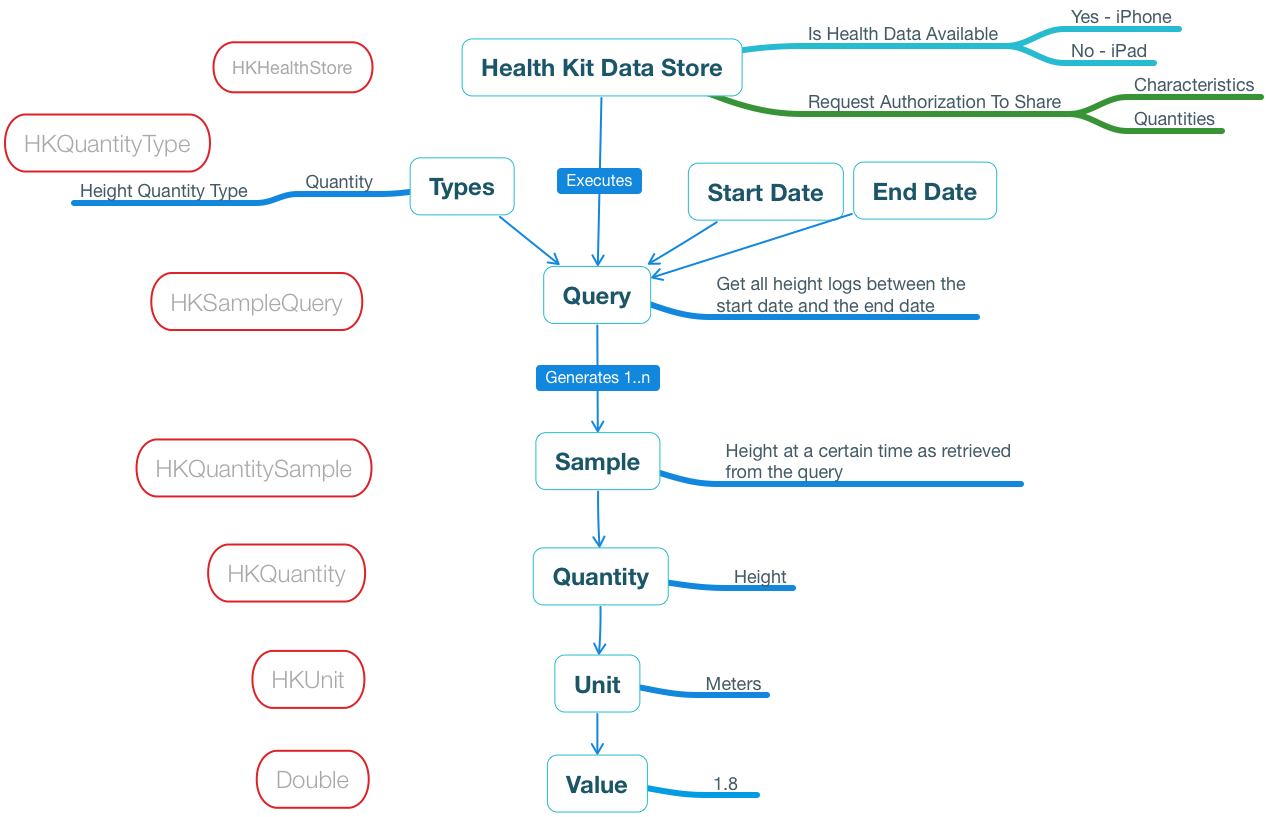 HKHealthStore
Health Kit Data Store
Is Health Data Available
Yes - iPhone
No - iPad
Request Authorization To Share
Characteristics
Quantities
HKQuantityType
Height Quantity Type
Quantity
Types
Executes
Start Date
End Date
HKSampleQuery
Query
Get all height logs between the
start date and the end date
Generates 1..n
HKQuantitySample
Sample
Height at a certain time as retrieved
from the query
HKQuantity
Quantity
Height
HKUnit
Unit
Meters
Double
Value
1.8